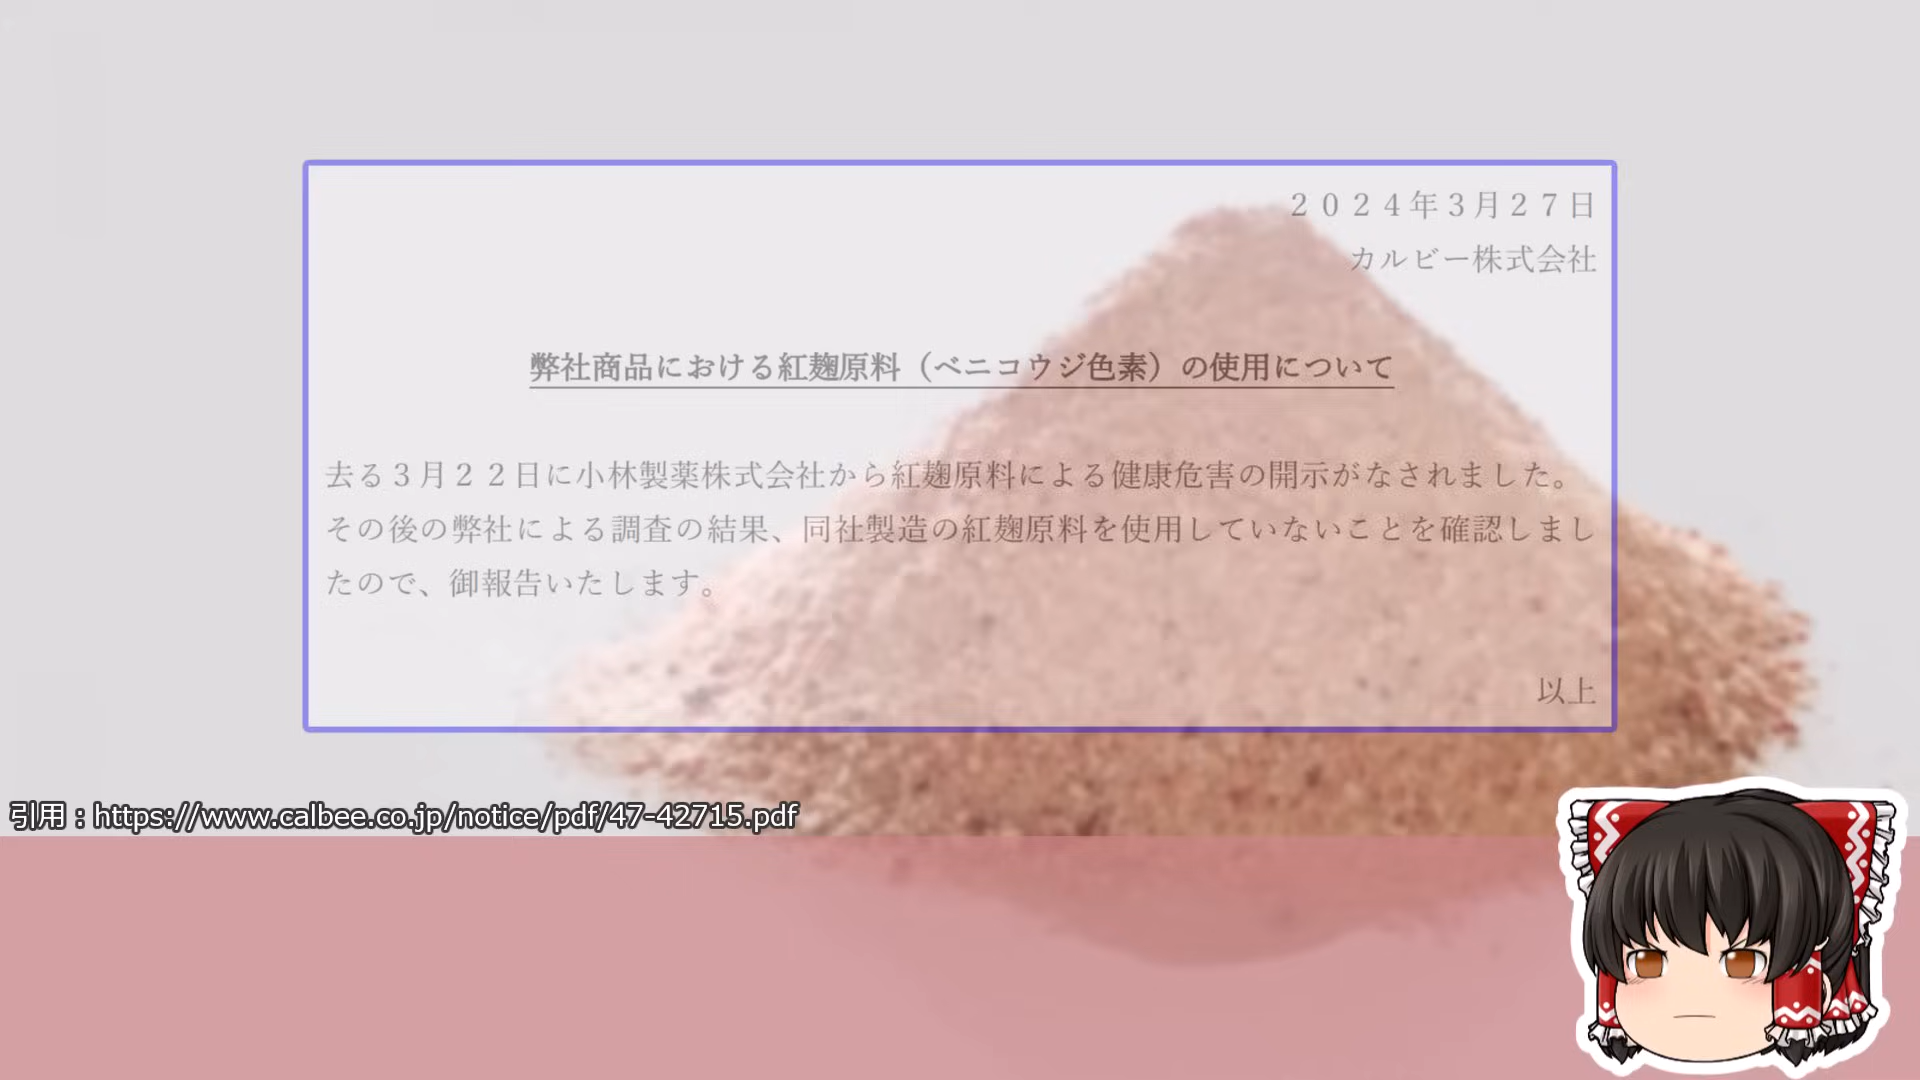 ２０２４年３月２７日
カルビー株式会社
弊社商品における紅麹原料（ベニコウジ色素）の使用について
去る３月２２日に小林製薬株式会社から紅麹原料による健康危害の開示がなされました。
その後の弊社による調査の結果、同社製造の紅麹原料を使用していないことを確認しまし
たので、御報告いたします。
以上
引用：https://www.calbee.co.jp/notice/pdf/47-42715.pdf